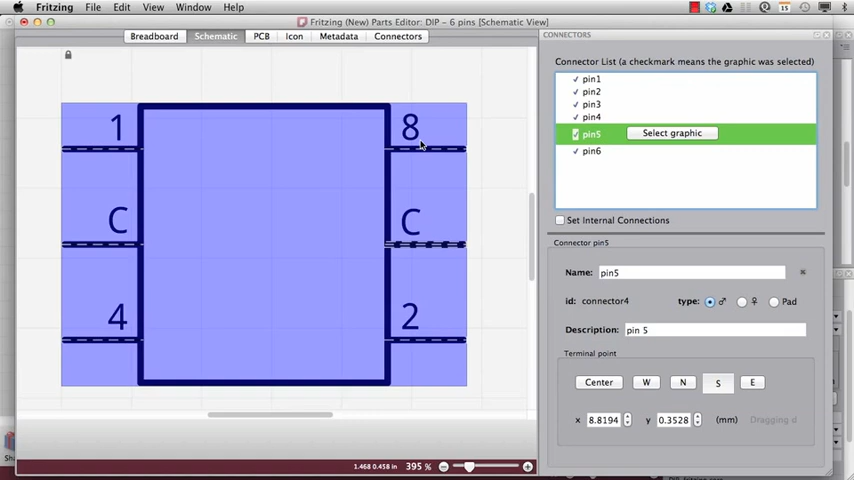 Fritzing File Edit View Window Help
Fritzing (New) Parts Editor: DIP - 6 pins [Schematic View]
Breadboard Schematic PCB Icon Metadata Connectors
CONNECTORS
Connector List (a checkmark means the graphic was selected)
✓ pin1
✓ pin2
✓ pin3
✓ pin4
✓ pin5 Select graphic
✓ pin6
1 8
C C
4 2
Set Internal Connections
Connector pin5
Name: pin5
id: connector4 type: ♂ ♀ Pad
Description: pin 5
Terminal point
Center W N S E
x 8.8194 y 0.3528 (mm) Dragging d
1.468 0.458 in 395 %